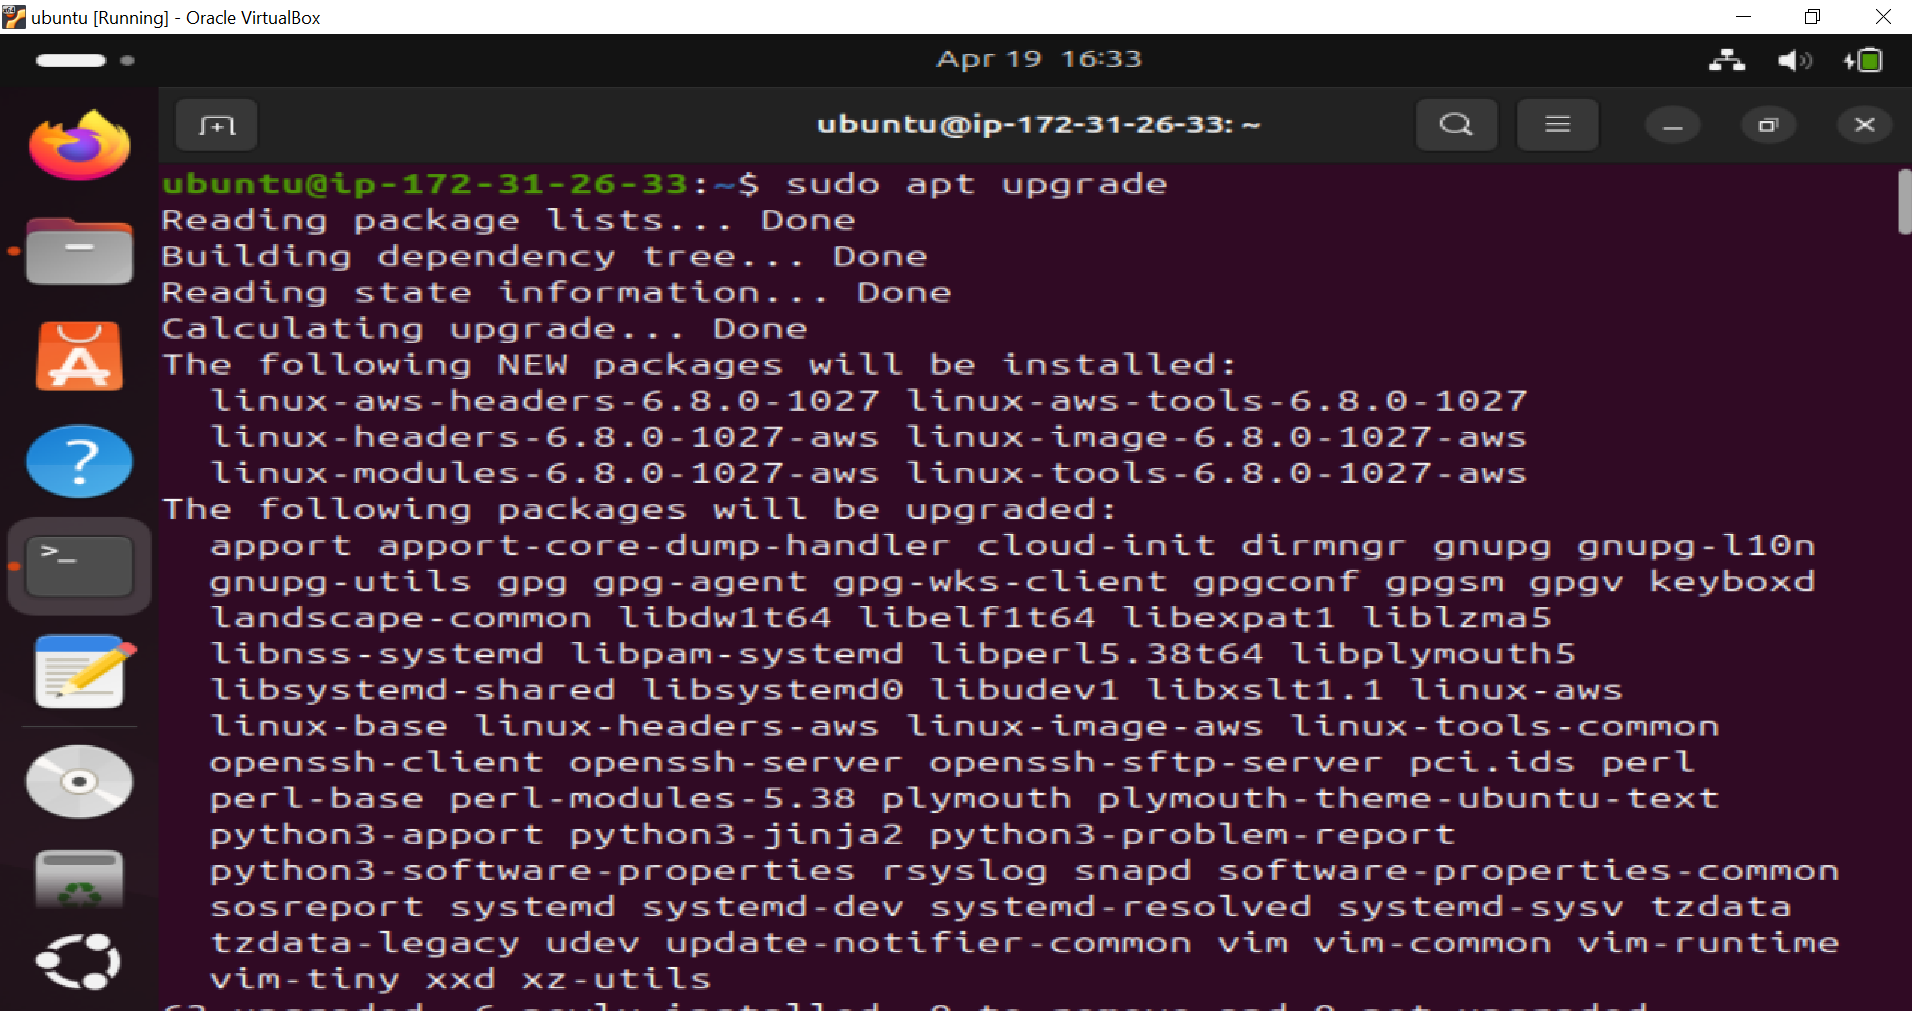 ubuntu [Running] - Oracle VirtualBox
Apr 19 16:33
ubuntu@ip-172-31-26-33: ~
ubuntu@ip-172-31-26-33:~$ sudo apt upgrade
Reading package lists... Done
Building dependency tree... Done
Reading state information... Done
Calculating upgrade... Done
The following NEW packages will be installed:
linux-aws-headers-6.8.0-1027 linux-aws-tools-6.8.0-1027
linux-headers-6.8.0-1027-aws linux-image-6.8.0-1027-aws
linux-modules-6.8.0-1027-aws linux-tools-6.8.0-1027-aws
The following packages will be upgraded:
apport apport-core-dump-handler cloud-init dirmngr gnupg gnupg-l10n
gnupg-utils gpg gpg-agent gpg-wks-client gpgconf gpgsm gpgv keyboxd
landscape-common libdw1t64 libelf1t64 libexpat1 liblzma5
libnss-systemd libpam-systemd libperl5.38t64 libplymouth5
libsystemd-shared libsystemd0 libudev1 libxslt1.1 linux-aws
linux-base linux-headers-aws linux-image-aws linux-tools-common
openssh-client openssh-server openssh-sftp-server pci.ids perl
perl-base perl-modules-5.38 plymouth plymouth-theme-ubuntu-text
python3-apport python3-jinja2 python3-problem-report
python3-software-properties rsyslog snapd software-properties-common
sosreport systemd systemd-dev systemd-resolved systemd-sysv tzdata
tzdata-legacy udev update-notifier-common vim vim-common vim-runtime
vim-tiny xxd xz-utils